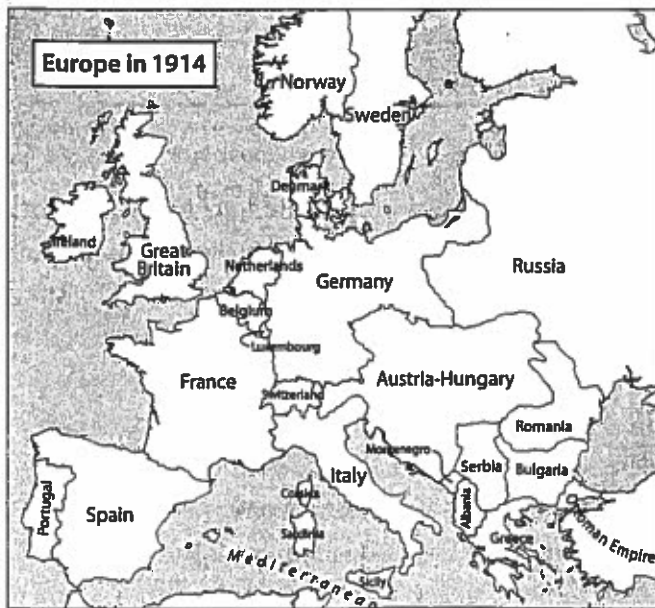 Europe in 1914
Norway
Sweden
Denmark
Ireland
Great
Britain
Netherlands
Germany
Russia
Belgium
Luxembourg
France
Switzerland
Austria-Hungary
Romania
Montenegro
Serbia
Bulgaria
Italy
Portugal
Spain
Corsica
Sardinia
Albania
Greece
Ottoman Empire
Mediterranean
Sicily